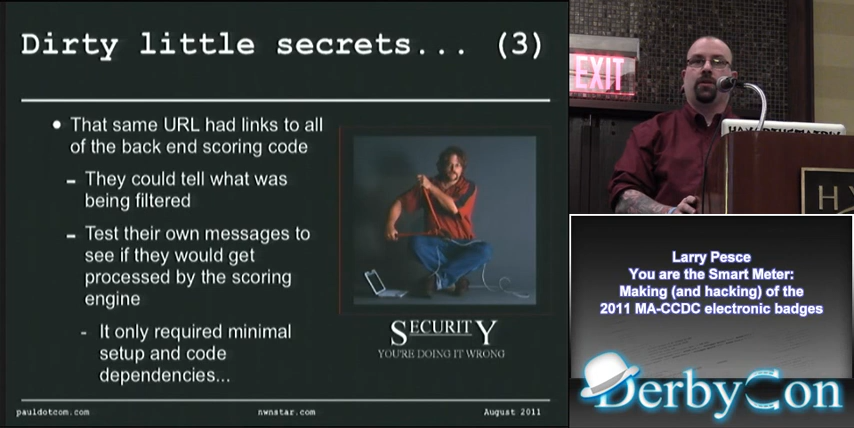 Dirty little secrets... (3)
• That same URL had links to all
of the back end scoring code
– They could tell what was
being filtered
– Test their own messages to
see if they would get
processed by the scoring
engine
- It only required minimal
setup and code
dependencies...
SECURITY
YOU'RE DOING IT WRONG
pauldotcom.com
nwnstar.com
August 2011
EXIT
HY
Larry Pesce
You are the Smart Meter:
Making (and hacking) of the
2011 MA-CCDC electronic badges
DerbyCon